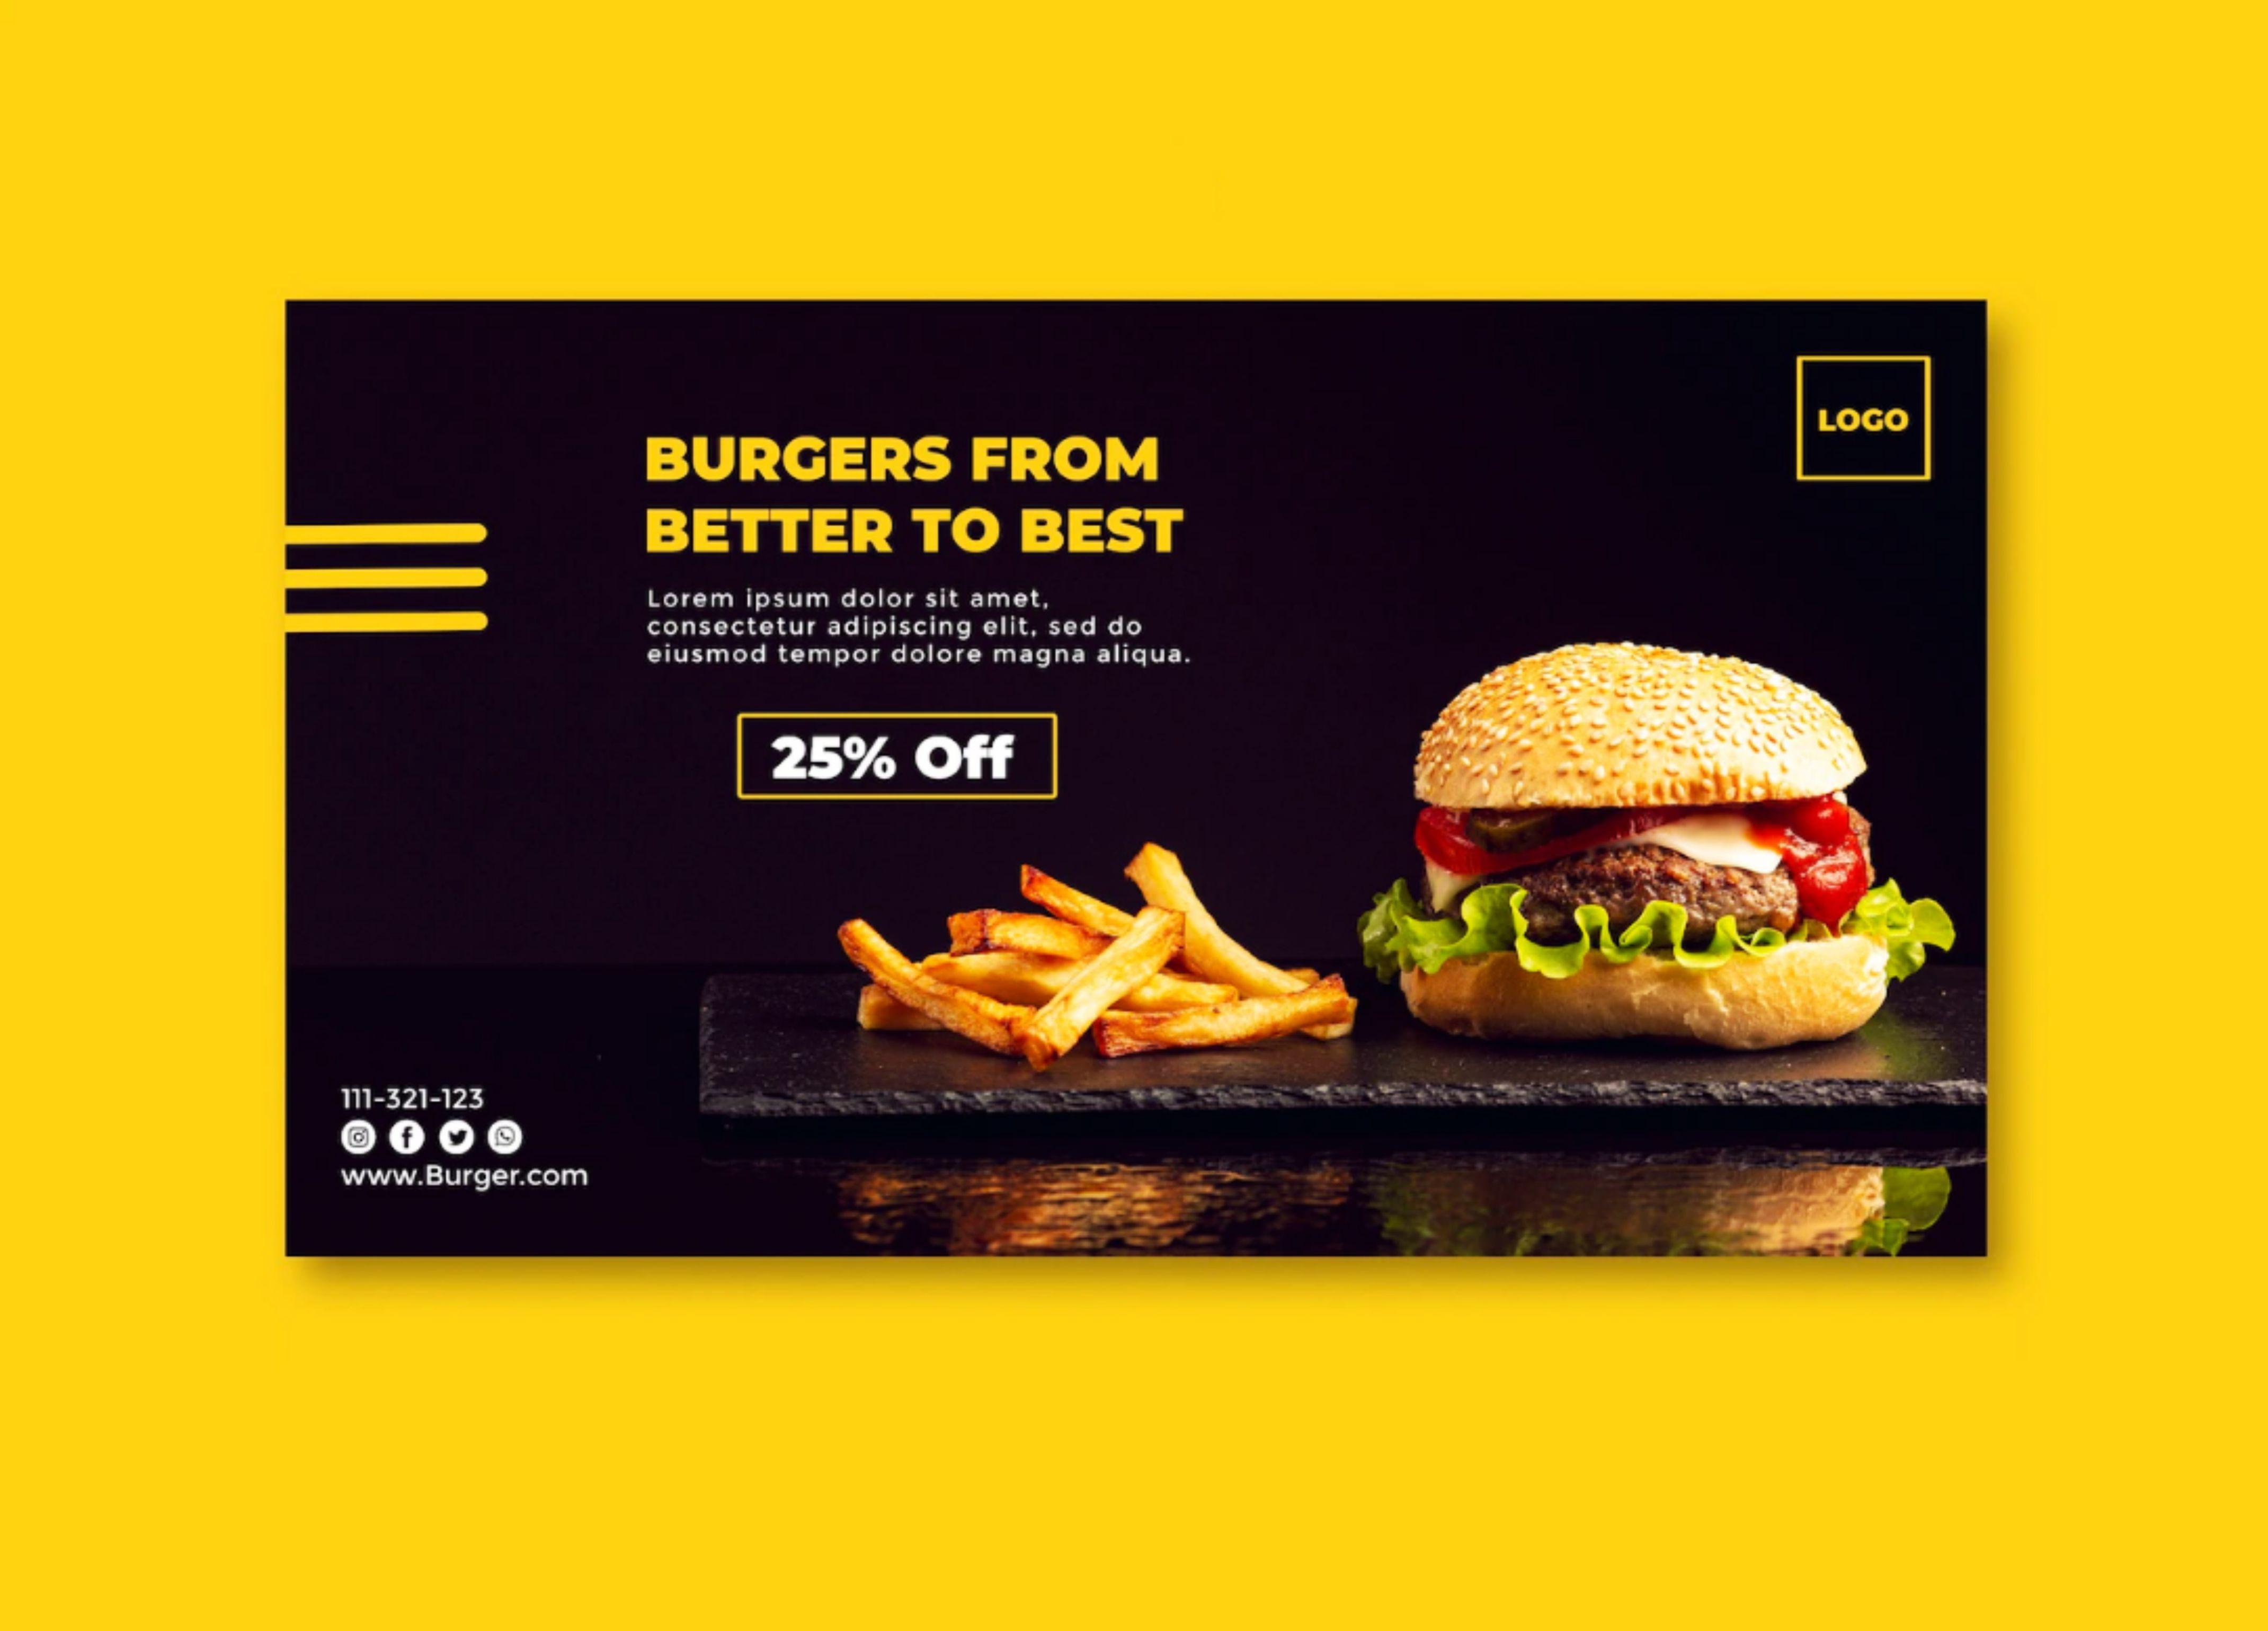 LOGO
BURGERS FROM
BETTER TO BEST
Lorem ipsum dolor sit amet,
consectetur adipiscing elit, sed do
eiusmod tempor dolore magna aliqua.
25% Off
111-321-123
www.Burger.com